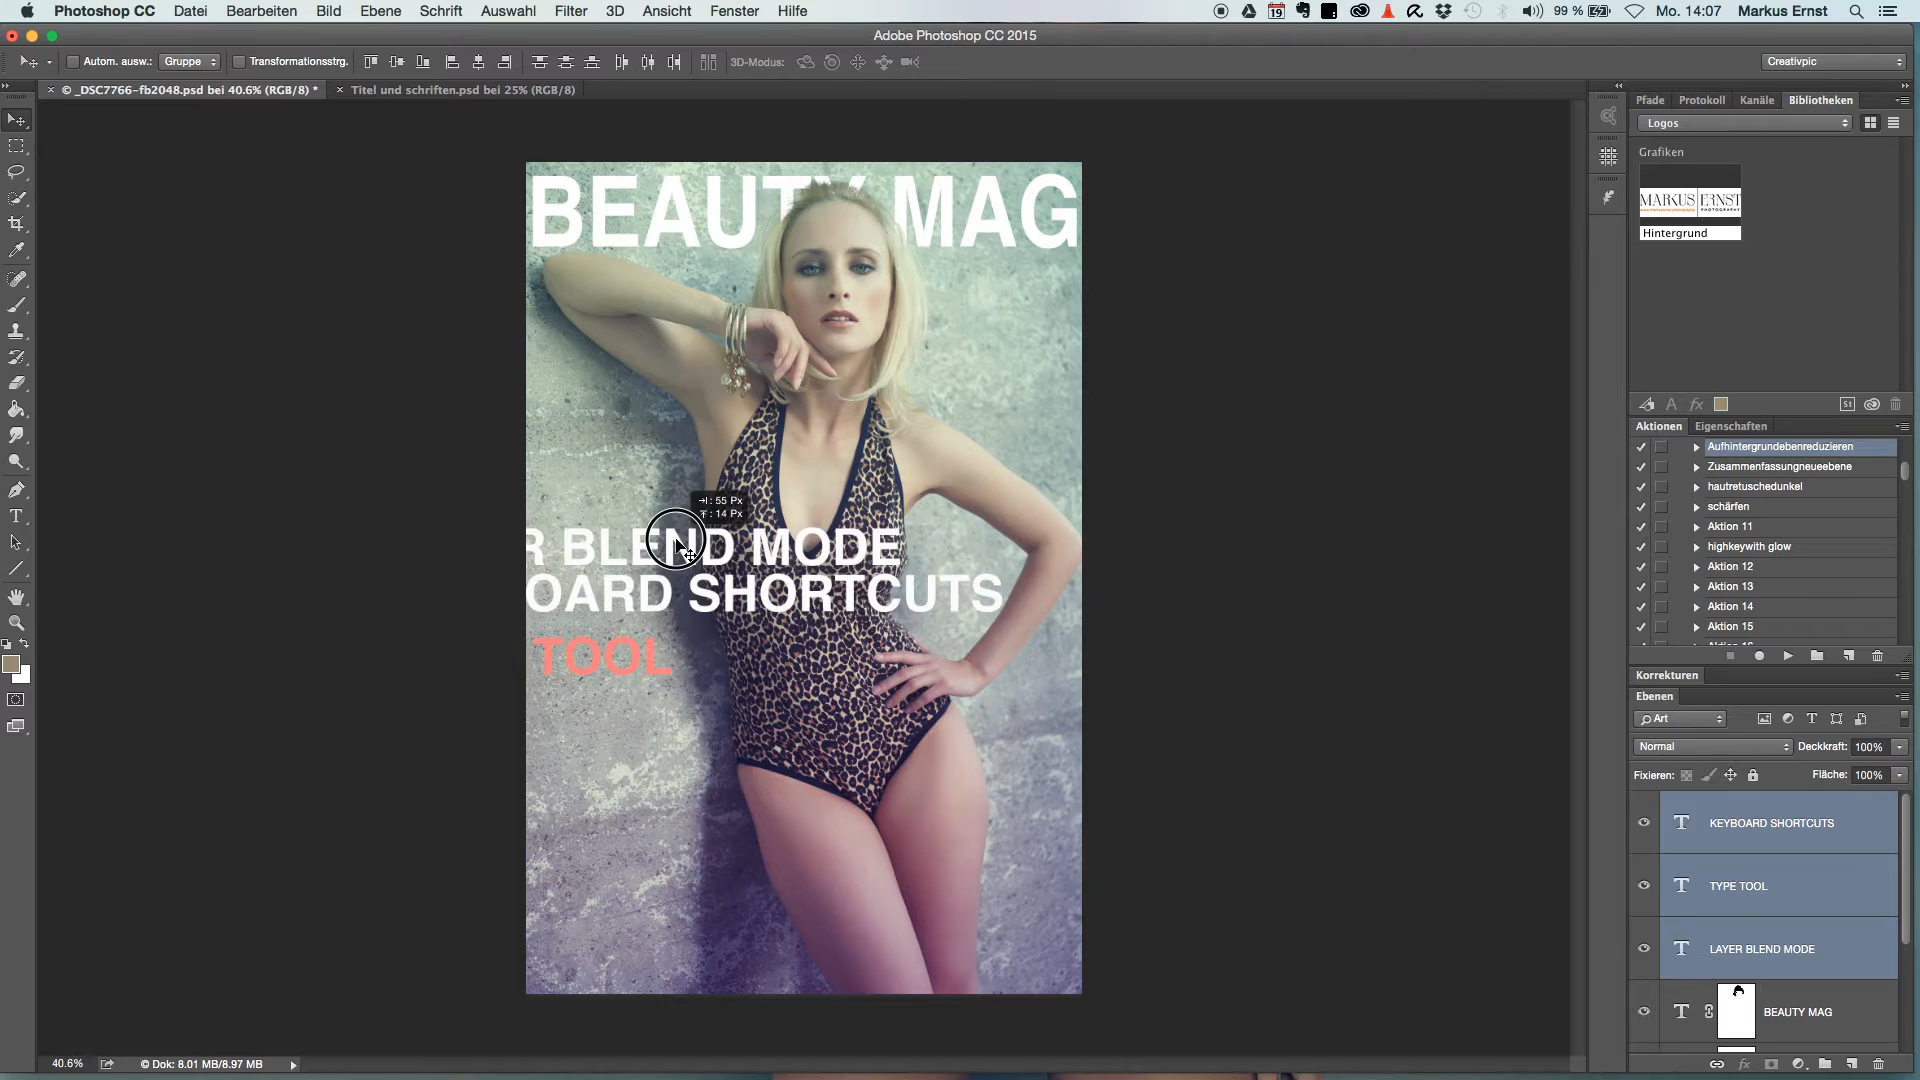 Photoshop CC Datei Bearbeiten Bild Ebene Schrift Auswahl Filter 3D Ansicht Fenster Hilfe 19 99 % Mo. 14:07 Markus Ernst
Adobe Photoshop CC 2015
Autom. ausw.: Gruppe Transformationsstrg. 3D-Modus: Creativpic
© _DSC7766-fb2048.psd bei 40.6% (RGB/8) * Titel und schriften.psd bei 25% (RGB/8)
Pfade Protokoll Kanäle Bibliotheken
Logos
Grafiken
MARKUS ERNST
PHOTOGRAPHY
Hintergrund
BEAUTY MAG
St
Aktionen Eigenschaften
Aufhintergrundebenreduzieren
Zusammenfassungneueebene
hautretuschedunkel
schärfen
Aktion 11
highkeywith glow
Aktion 12
Aktion 13
Aktion 14
Aktion 15
: 55 Px
: 14 Px
R BLEND MODE
OARD SHORTCUTS
TOOL
Korrekturen
Ebenen
Art
Normal Deckkraft: 100%
Fixieren: Fläche: 100%
KEYBOARD SHORTCUTS
TYPE TOOL
LAYER BLEND MODE
BEAUTY MAG
40.6% © Dok: 8.01 MB/8.97 MB